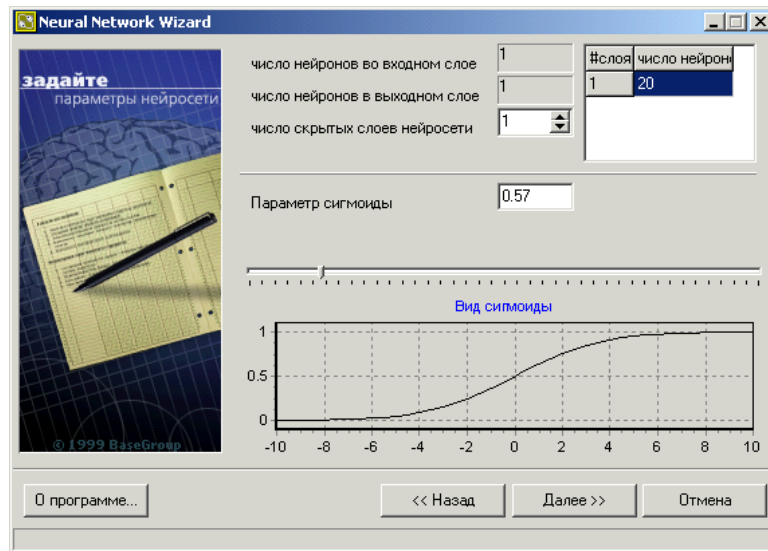 Neural Network Wizard
задайте
параметры нейросети
© 1999 BaseGroup
число нейронов во входном слое
1
число нейронов в выходном слое
1
число скрытых слоев нейросети
1
#слоя число нейроно
1 20
Параметр сигмоиды
0.57
Вид сигмоиды
1
0.5
0
-10 -8 -6 -4 -2 0 2 4 6 8 10
О программе...
<< Назад
Далее >>
Отмена